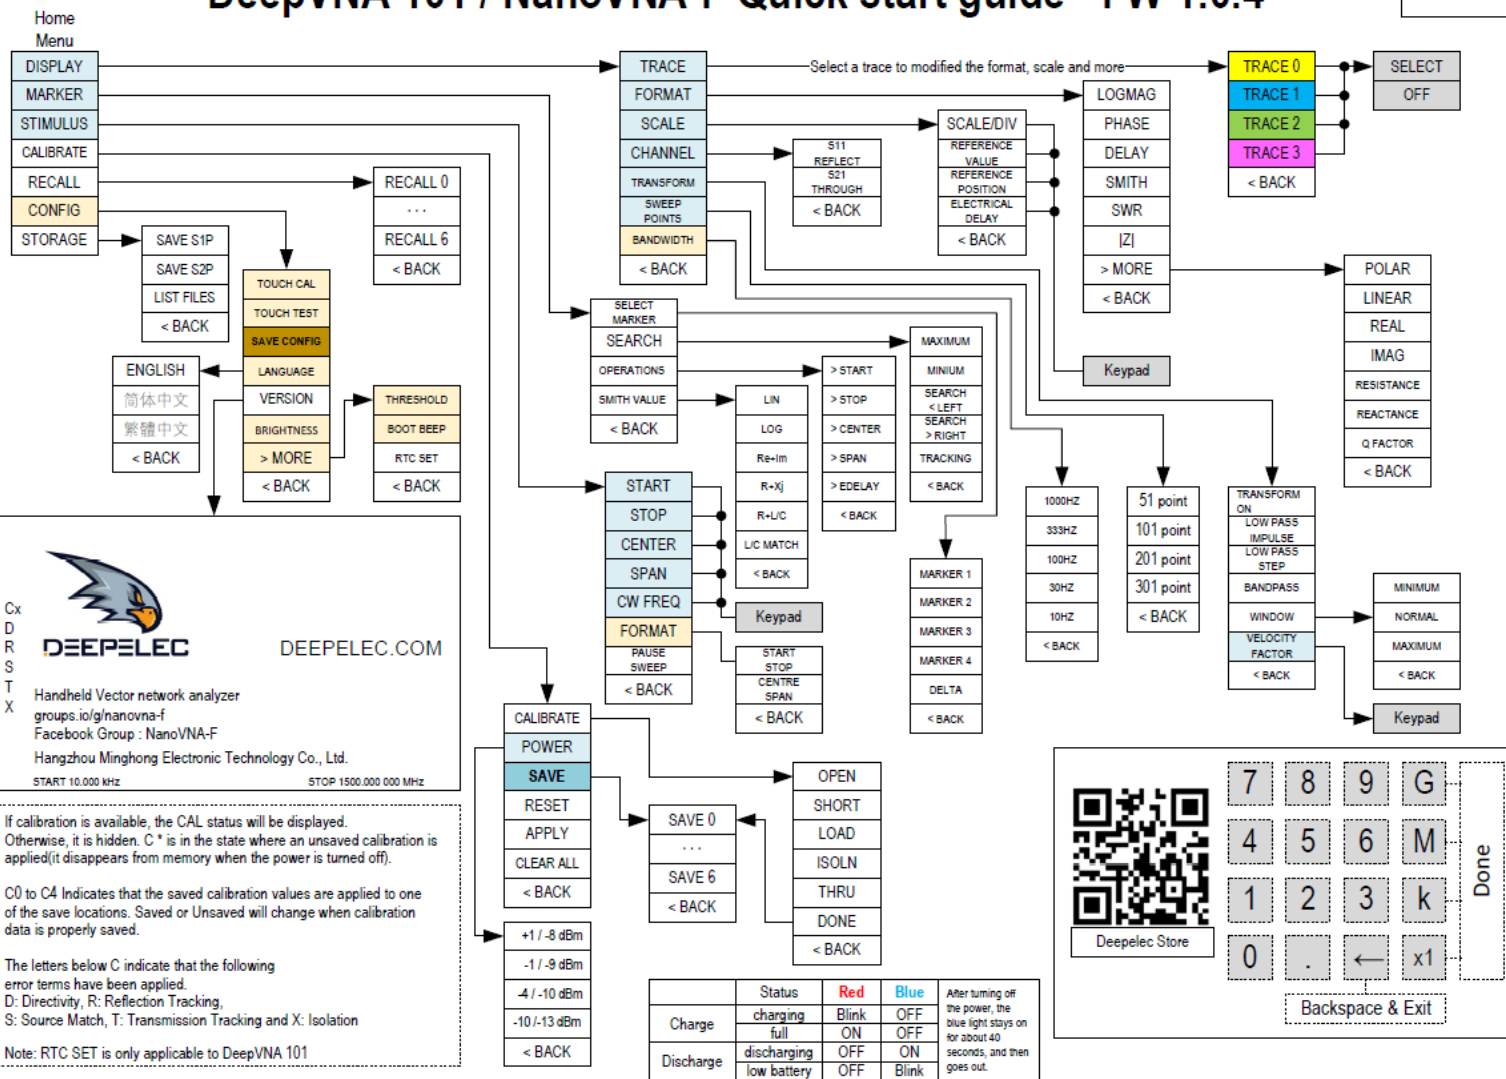 DeepVNA 101 / NanoVNA-F Quick Start guide - FW 1.0.4
Home
Menu
DISPLAY
MARKER
STIMULUS
CALIBRATE
RECALL
CONFIG
STORAGE
RECALL 0
...
RECALL 6
< BACK
SAVE S1P
SAVE S2P
LIST FILES
< BACK
TOUCH CAL
TOUCH TEST
SAVE CONFIG
LANGUAGE
VERSION
BRIGHTNESS
> MORE
< BACK
ENGLISH
简体中文
繁體中文
< BACK
THRESHOLD
BOOT BEEP
RTC SET
< BACK
TRACE
FORMAT
SCALE
CHANNEL
TRANSFORM
SWEEP
POINTS
BANDWIDTH
< BACK
Select a trace to modified the format, scale and more
TRACE 0
TRACE 1
TRACE 2
TRACE 3
< BACK
SELECT
OFF
S11
REFLECT
S21
THROUGH
< BACK
SCALE/DIV
REFERENCE
VALUE
REFERENCE
POSITION
ELECTRICAL
DELAY
< BACK
LOGMAG
PHASE
DELAY
SMITH
SWR
|Z|
> MORE
< BACK
Keypad
POLAR
LINEAR
REAL
IMAG
RESISTANCE
REACTANCE
Q FACTOR
< BACK
SELECT
MARKER
SEARCH
OPERATIONS
SMITH VALUE
< BACK
LIN
LOG
Re+Im
R+Xj
R+L/C
L/C MATCH
< BACK
> START
> STOP
> CENTER
> SPAN
> EDELAY
< BACK
MAXIMUM
MINIUM
SEARCH
< LEFT
SEARCH
> RIGHT
TRACKING
< BACK
MARKER 1
MARKER 2
MARKER 3
MARKER 4
DELTA
< BACK
START
STOP
CENTER
SPAN
CW FREQ
FORMAT
PAUSE
SWEEP
< BACK
Keypad
START
STOP
CENTRE
SPAN
< BACK
1000HZ
333HZ
100HZ
30HZ
10HZ
< BACK
51 point
101 point
201 point
301 point
< BACK
TRANSFORM
ON
LOW PASS
IMPULSE
LOW PASS
STEP
BANDPASS
WINDOW
VELOCITY
FACTOR
< BACK
MINIMUM
NORMAL
MAXIMUM
< BACK
Keypad
Cx
D
R
S
T
X
DEEPELEC
DEEPELEC.COM
Handheld Vector network analyzer
groups.io/g/nanovna-f
Facebook Group : NanoVNA-F
Hangzhou Minghong Electronic Technology Co., Ltd.
START 10.000 kHz
STOP 1500.000 000 MHz
CALIBRATE
POWER
SAVE
RESET
APPLY
CLEAR ALL
< BACK
+1 / -8 dBm
-1 / -9 dBm
-4 / -10 dBm
-10 /-13 dBm
< BACK
SAVE 0
...
SAVE 6
< BACK
OPEN
SHORT
LOAD
ISOLN
THRU
DONE
< BACK
If calibration is available, the CAL status will be displayed.
Otherwise, it is hidden. C * is in the state where an unsaved calibration is
applied(it disappears from memory when the power is turned off).
C0 to C4 Indicates that the saved calibration values are applied to one
of the save locations. Saved or Unsaved will change when calibration
data is properly saved.
The letters below C indicate that the following
error terms have been applied.
D: Directivity, R: Reflection Tracking,
S: Source Match, T: Transmission Tracking and X: Isolation
Note: RTC SET is only applicable to DeepVNA 101
Status Red Blue
Charge
charging Blink OFF
full ON OFF
Discharge
discharging OFF ON
low battery OFF Blink
After turning off
the power, the
blue light stays on
for about 40
seconds, and then
goes out.
Deepelec Store
7 8 9 G
4 5 6 M
1 2 3 k
0 . ← x1
Done
Backspace & Exit